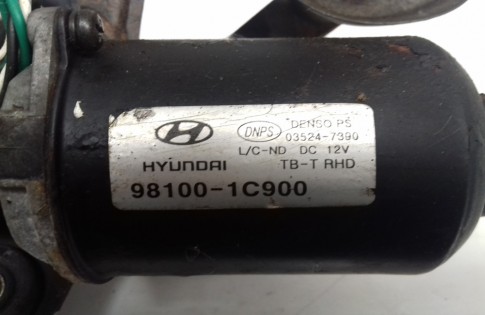 DNPS DENSO PS
03524-7390
L/C-ND DC 12V
HYUNDAI TB-T RHD
98100-1C900